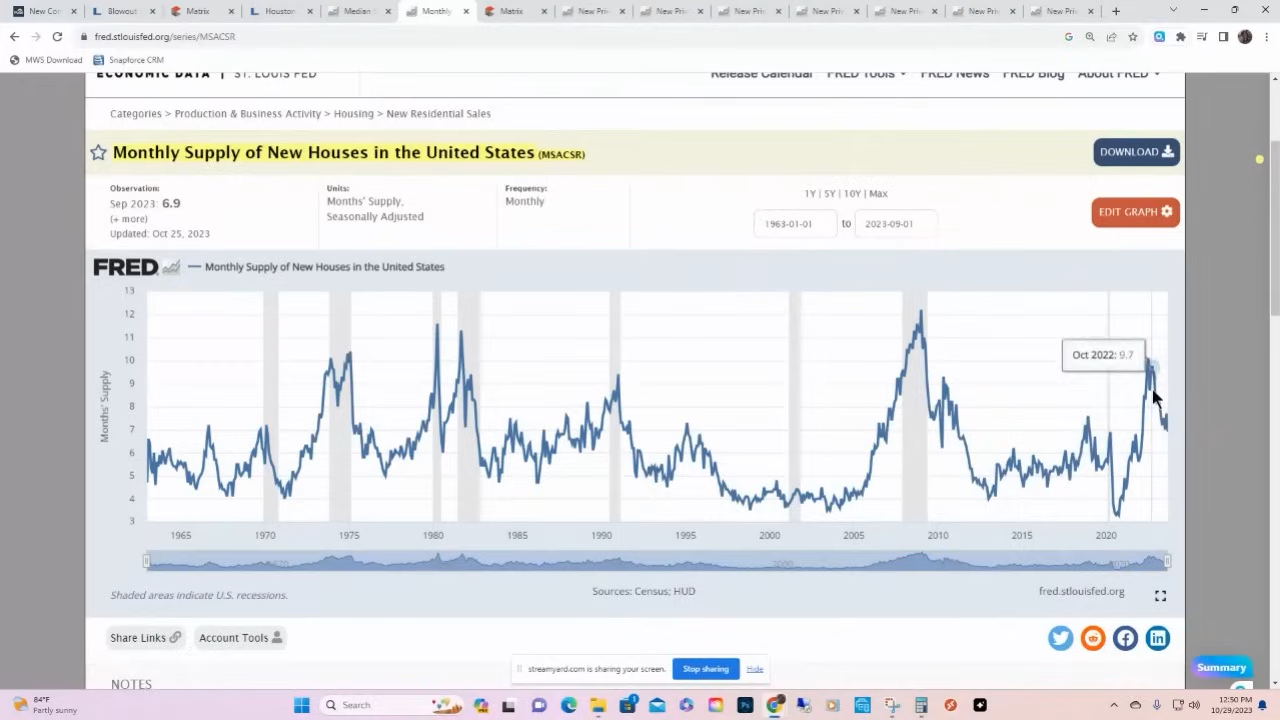 New Con
Blowout
Matrix
Houston
Median
Monthly
Matrix
New Priv
New Priv
New Priv
New Priv
New Priv
New Priv
New Priv
fred.stlouisfed.org/series/MSACSR
MWS Download
Snapforce CRM
ECONOMIC DATA | ST. LOUIS FED
Release Calendar FRED Tools FRED News FRED Blog About FRED
Categories > Production & Business Activity > Housing > New Residential Sales
Monthly Supply of New Houses in the United States (MSACSR)
DOWNLOAD
Observation:
Sep 2023: 6.9
(+ more)
Updated: Oct 25, 2023
Units:
Months' Supply,
Seasonally Adjusted
Frequency:
Monthly
1Y | 5Y | 10Y | Max
1963-01-01 to 2023-09-01
EDIT GRAPH
FRED
Monthly Supply of New Houses in the United States
13
12
11
10
9
8
7
6
5
4
3
Months' Supply
Oct 2022: 9.7
1965 1970 1975 1980 1985 1990 1995 2000 2005 2010 2015 2020
Shaded areas indicate U.S. recessions.
Sources: Census; HUD
fred.stlouisfed.org
Share Links
Account Tools
streamyard.com is sharing your screen.
Stop sharing
Hide
Summary
NOTES
84°F
Partly sunny
Search
12:50 PM
10/29/2023